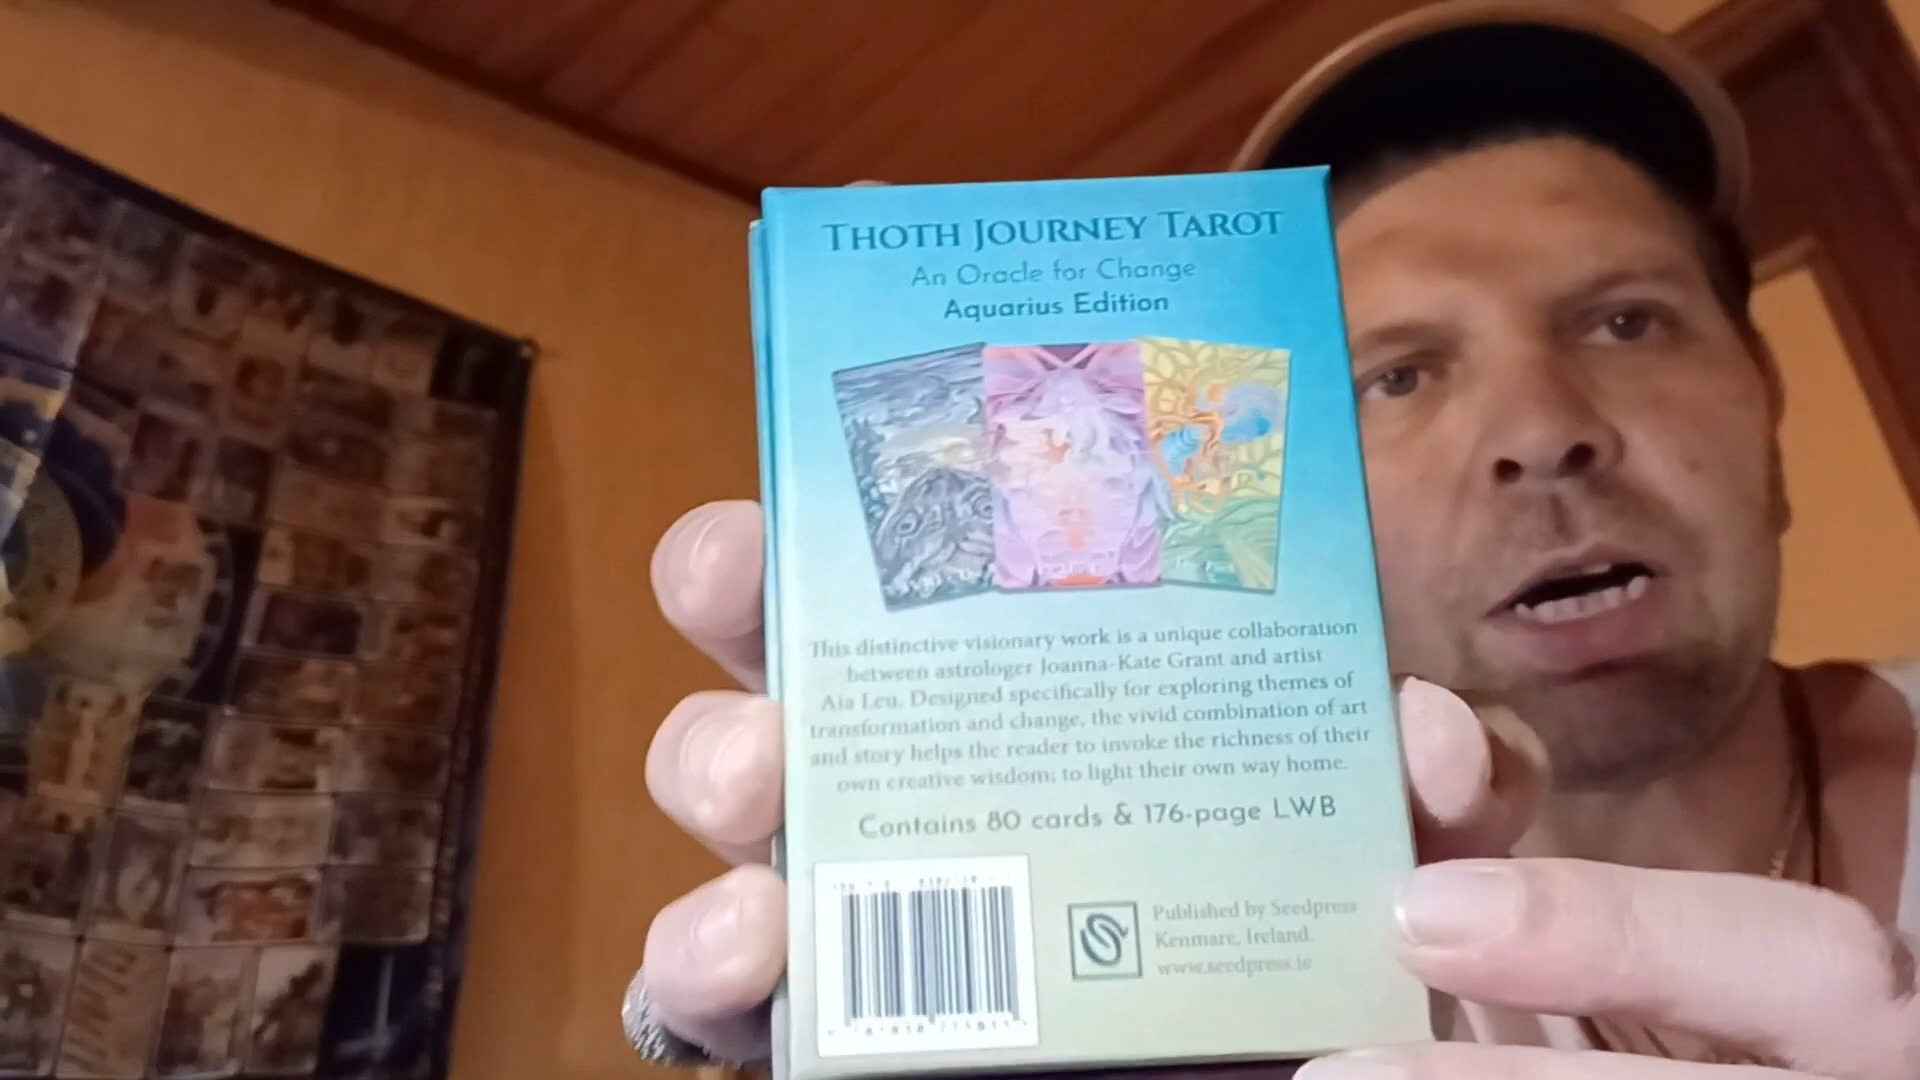 THOTH JOURNEY TAROT
An Oracle for Change
Aquarius Edition
This distinctive visionary work is a unique collaboration
between astrologer Joanna-Kate Grant and artist
Aia Leu. Designed specifically for exploring themes of
transformation and change, the vivid combination of art
and story helps the reader to invoke the richness of their
own creative wisdom; to light their own way home.
Contains 80 cards & 176-page LWB
Published by Seedpress
Kenmare, Ireland.
www.seedpress.ie